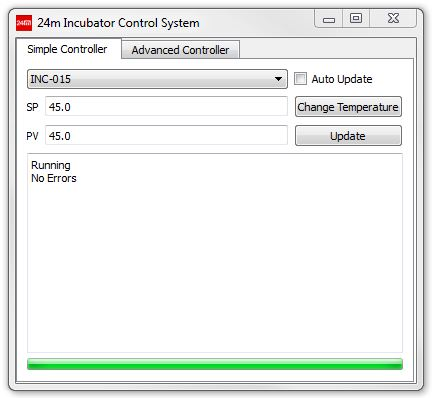 24m 24m Incubator Control System
Simple Controller Advanced Controller
INC-015 Auto Update
SP 45.0 Change Temperature
PV 45.0 Update
Running
No Errors